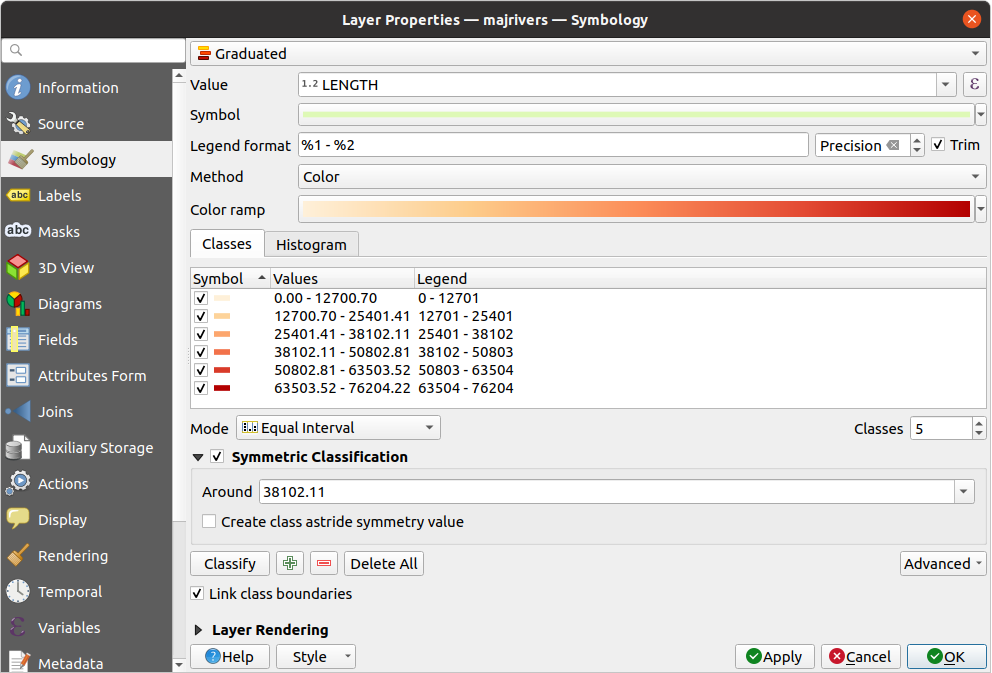 Layer Properties — majrivers — Symbology
Information
Source
Symbology
abc Labels
abc Masks
3D View
Diagrams
Fields
Attributes Form
Joins
Auxiliary Storage
Actions
Display
Rendering
Temporal
Variables
Metadata
Graduated
Value 1.2 LENGTH ε
Symbol
Legend format %1 - %2 Precision Trim
Method Color
Color ramp
Classes Histogram
Symbol Values Legend
0.00 - 12700.70 0 - 12701
12700.70 - 25401.41 12701 - 25401
25401.41 - 38102.11 25401 - 38102
38102.11 - 50802.81 38102 - 50803
50802.81 - 63503.52 50803 - 63504
63503.52 - 76204.22 63504 - 76204
Mode Equal Interval Classes 5
Symmetric Classification
Around 38102.11
Create class astride symmetry value
Classify Delete All Advanced
Link class boundaries
Layer Rendering
Help Style Apply Cancel OK